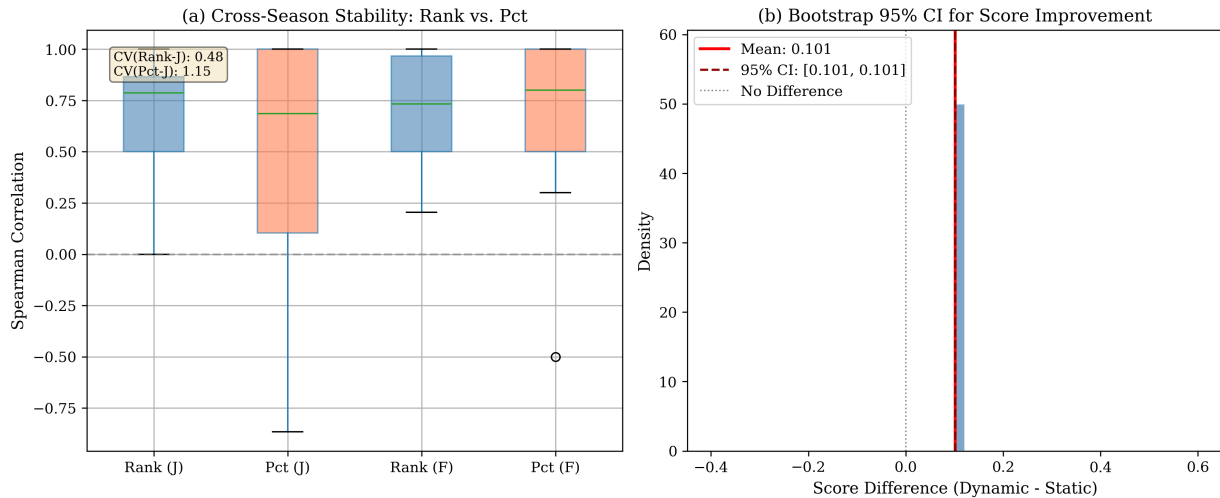 (a) Cross-Season Stability: Rank vs. Pct
CV(Rank-J): 0.48
CV(Pct-J): 1.15
Spearman Correlation
1.00
0.75
0.50
0.25
0.00
−0.25
−0.50
−0.75
Rank (J)
Pct (J)
Rank (F)
Pct (F)
(b) Bootstrap 95% CI for Score Improvement
Mean: 0.101
95% CI: [0.101, 0.101]
No Difference
Density
60
50
40
30
20
10
0
−0.4
−0.2
0.0
0.2
0.4
0.6
Score Difference (Dynamic - Static)